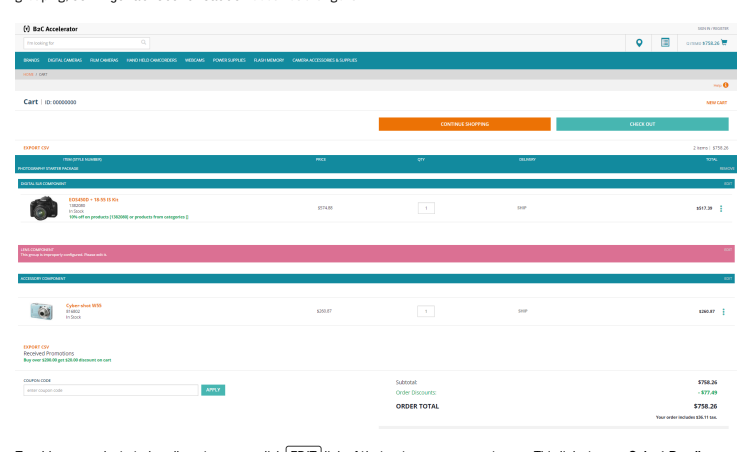 B2C Accelerator
SIGN IN / REGISTER
I'm looking for
(2 items) $758.26
BRANDS DIGITAL CAMERAS FILM CAMERAS HAND HELD CAMCORDERS WEBCAMS POWER SUPPLIES FLASH MEMORY CAMERA ACCESSORIES & SUPPLIES
HOME / CART
Help
Cart | ID: 00000000
NEW CART
CONTINUE SHOPPING
CHECK OUT
EXPORT CSV
2 items | $758.26
ITEM (STYLE NUMBER) PRICE QTY DELIVERY TOTAL
PHOTOGRAPHY STARTER PACKAGE
REMOVE
DIGITAL SLR COMPONENT
EDIT
EOS450D + 18-55 IS Kit
1382080
In Stock
10% off on products [1382080] or products from categories []
$574.88
1
SHIP
$517.39
LENS COMPONENT
EDIT
This group is improperly configured. Please edit it.
ACCESSORY COMPONENT
EDIT
Cyber-shot W55
816802
In Stock
1
SHIP
$260.87
EXPORT CSV
Received Promotions
Buy over $200.00 get $20.00 discount on cart
COUPON CODE
Enter coupon code
APPLY
Subtotal:
$758.26
Order Discounts:
- $77.49
ORDER TOTAL
$758.26
Your order includes $36.11 tax.